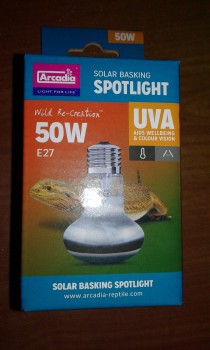 50W
Arcadia
LIGHT FOR LIFE
SOLAR BASKING
SPOTLIGHT
Wild Re-Creation™
50W
E27
UVA
AIDS WELLBEING
& COLOUR VISION
SOLAR BASKING SPOTLIGHT
www.arcadia-reptile.com